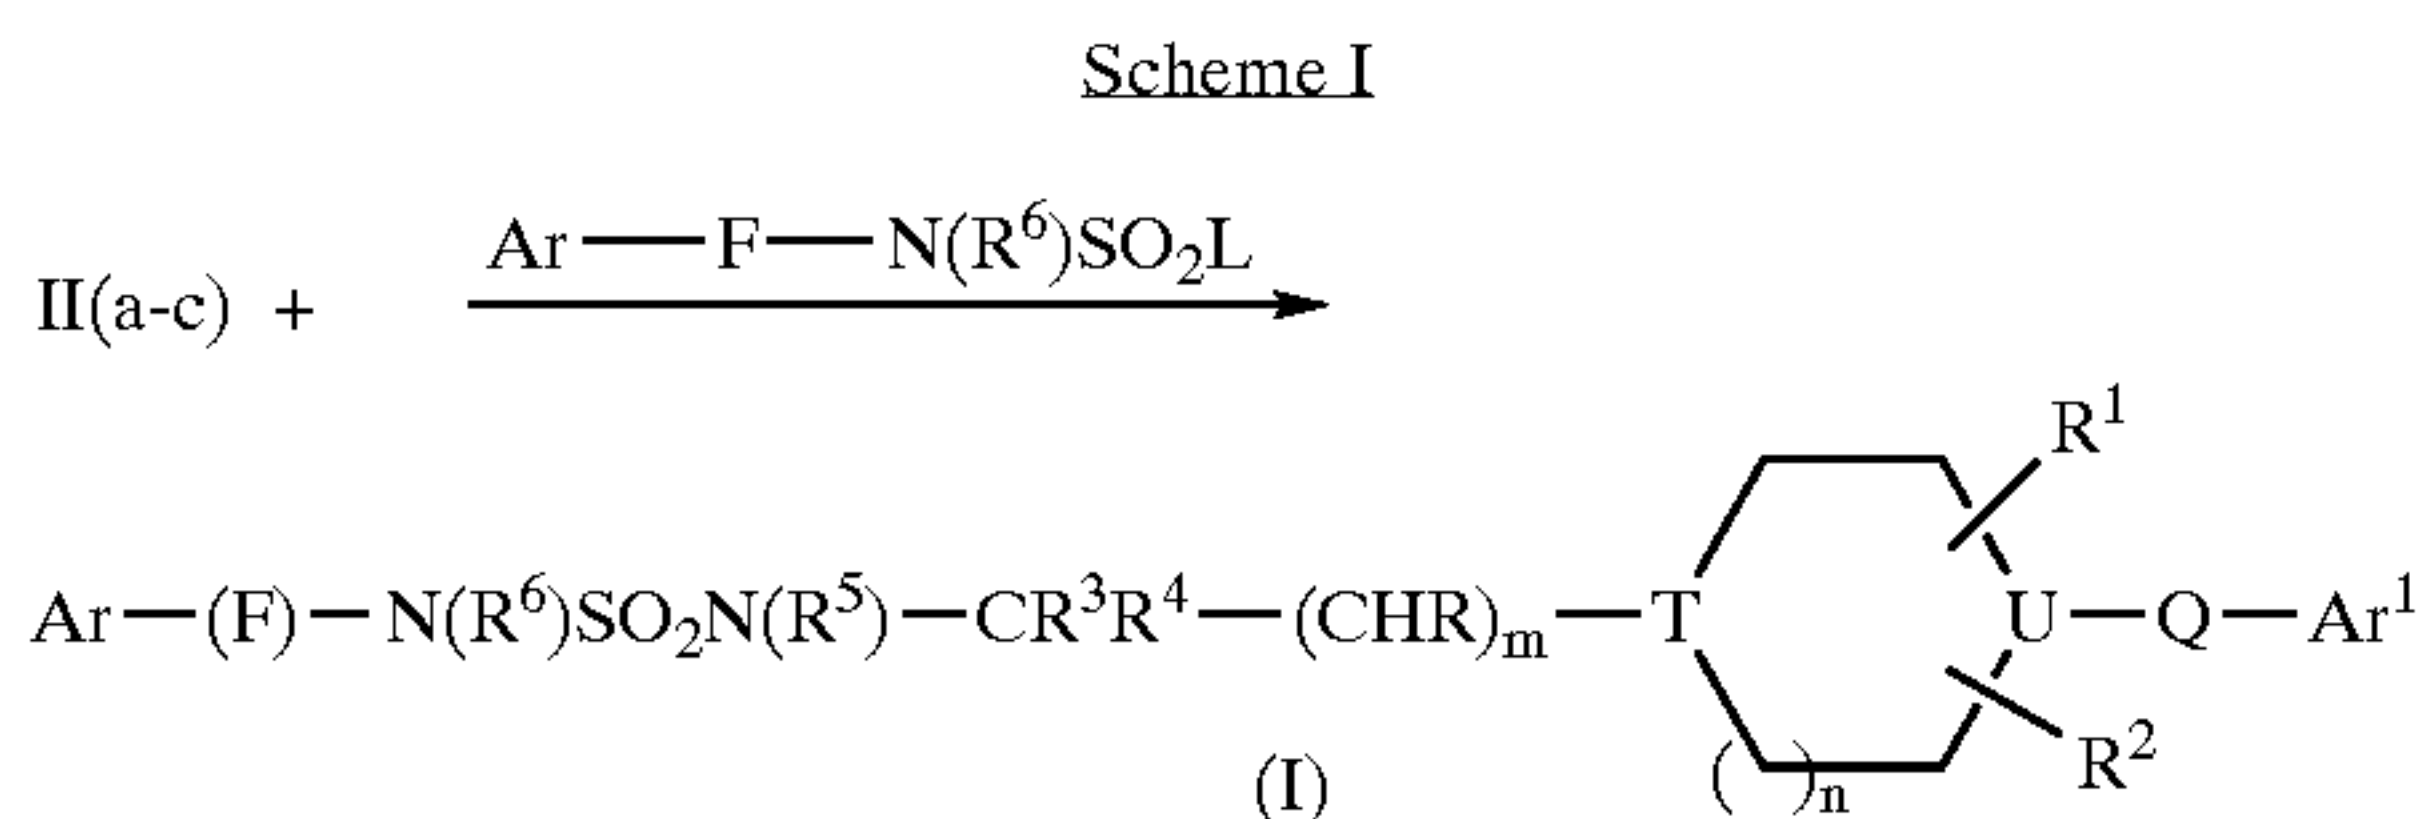 Scheme I
Ar—F—N(R⁶)SO₂L
II(a-c) +
R¹
Ar—(F)—N(R⁶)SO₂N(R⁵)—CR³R⁴—(CHR)ₘ—T U—Q—Ar¹
R²
(I) ( )ₙ